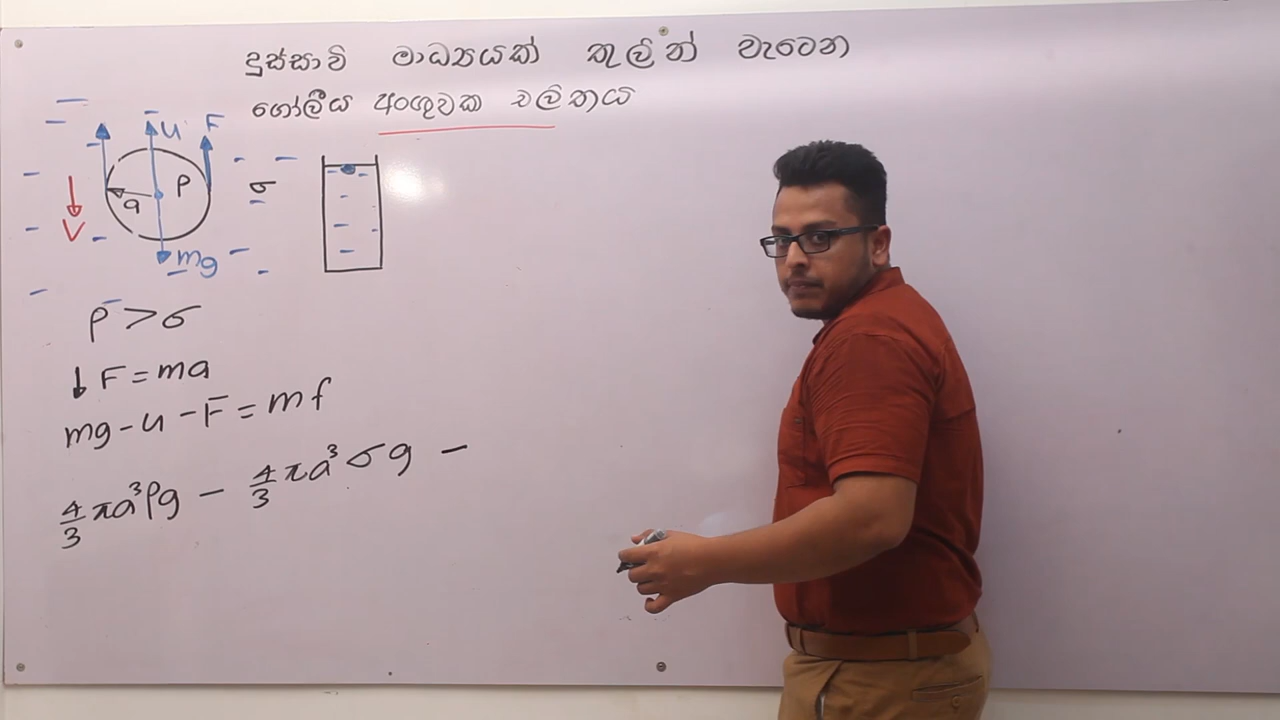 දුස්සාවි මාධ්‍යයක් තුලින් වැටෙන
ගෝලීය අංශුවක චලිතය
U
F
ρ
σ
a
V
mg
ρ > σ
↓ F = ma
mg - U - F = mf
4/3 πa³ρg - 4/3 πa³σg -